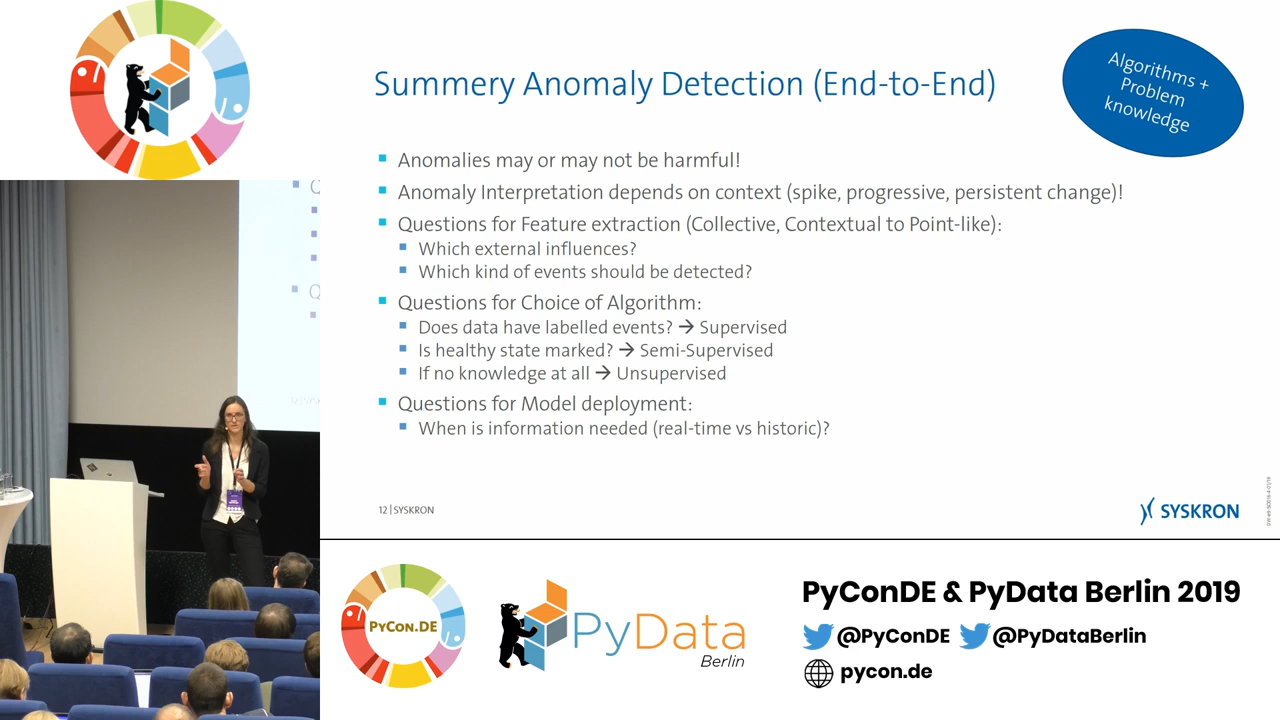 Summery Anomaly Detection (End-to-End)
Algorithms +
Problem
knowledge
Anomalies may or may not be harmful!
Anomaly Interpretation depends on context (spike, progressive, persistent change)!
Questions for Feature extraction (Collective, Contextual to Point-like):
Which external influences?
Which kind of events should be detected?
Questions for Choice of Algorithm:
Does data have labelled events? → Supervised
Is healthy state marked? → Semi-Supervised
If no knowledge at all → Unsupervised
Questions for Model deployment:
When is information needed (real-time vs historic)?
12 | SYSKRON
SYSKRON
PyCon.DE
PyData
Berlin
PyConDE & PyData Berlin 2019
@PyConDE @PyDataBerlin
pycon.de